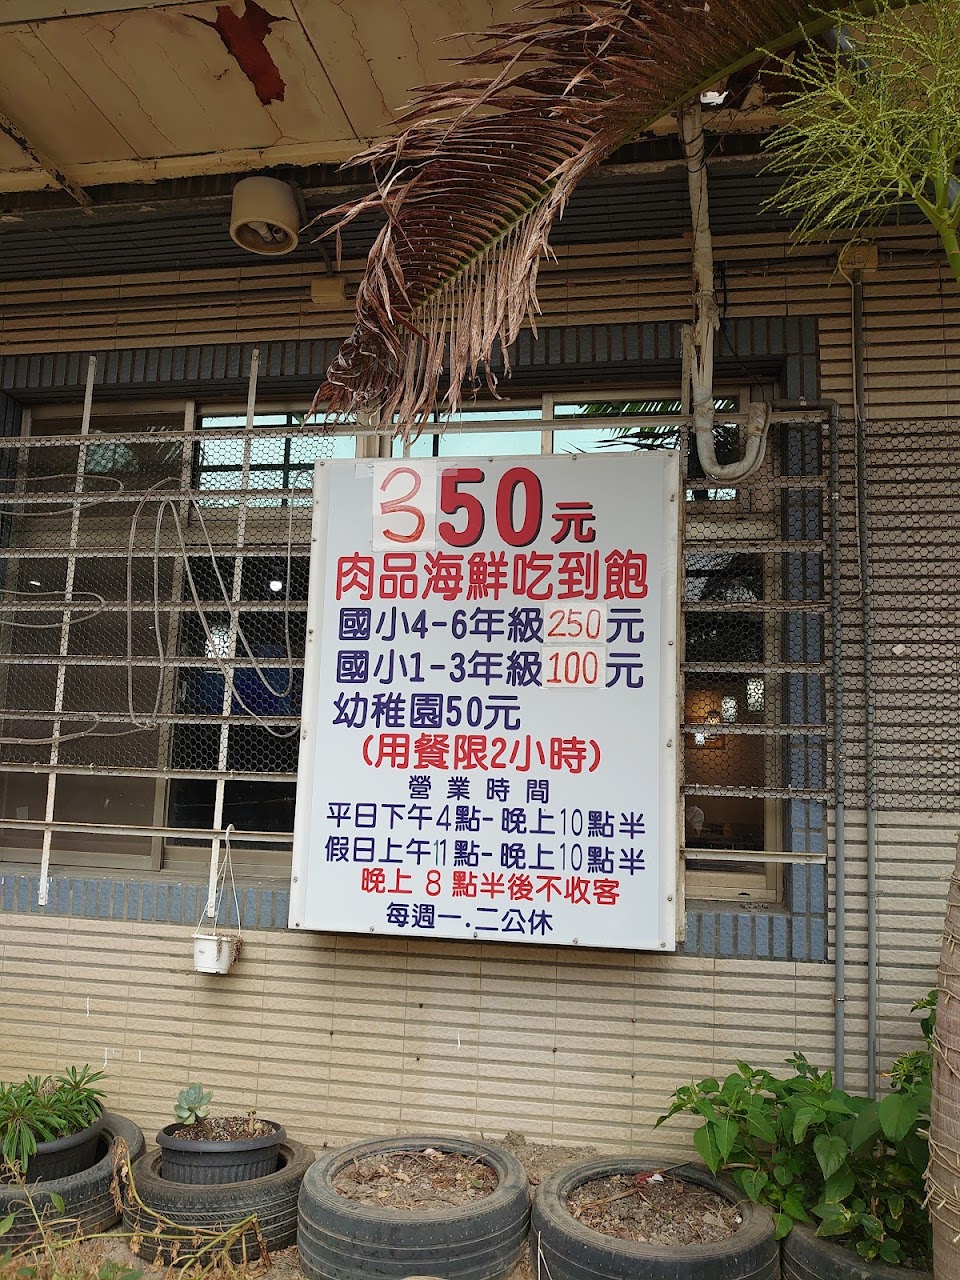 350元
肉品海鮮吃到飽
國小4-6年級250元
國小1-3年級100元
幼稚園50元
(用餐限2小時)
營業時間
平日下午4點-晚上10點半
假日上午11點-晚上10點半
晚上8點半後不收客
每週一.二公休